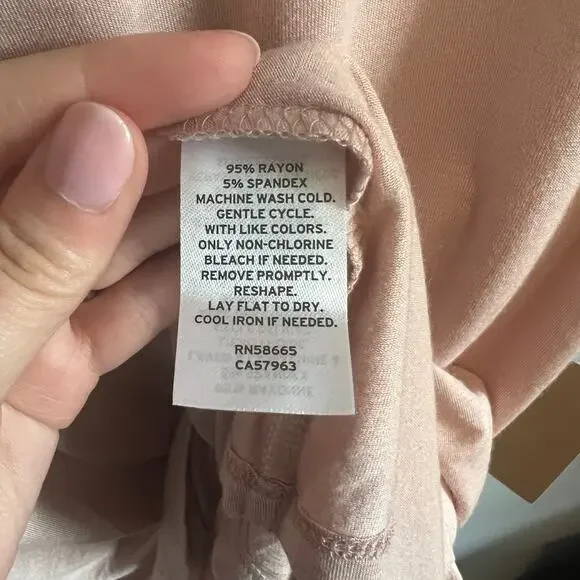 95% RAYON
5% SPANDEX
MACHINE WASH COLD.
GENTLE CYCLE.
WITH LIKE COLORS.
ONLY NON-CHLORINE
BLEACH IF NEEDED.
REMOVE PROMPTLY.
RESHAPE.
LAY FLAT TO DRY.
COOL IRON IF NEEDED.
RN58665
CA57963